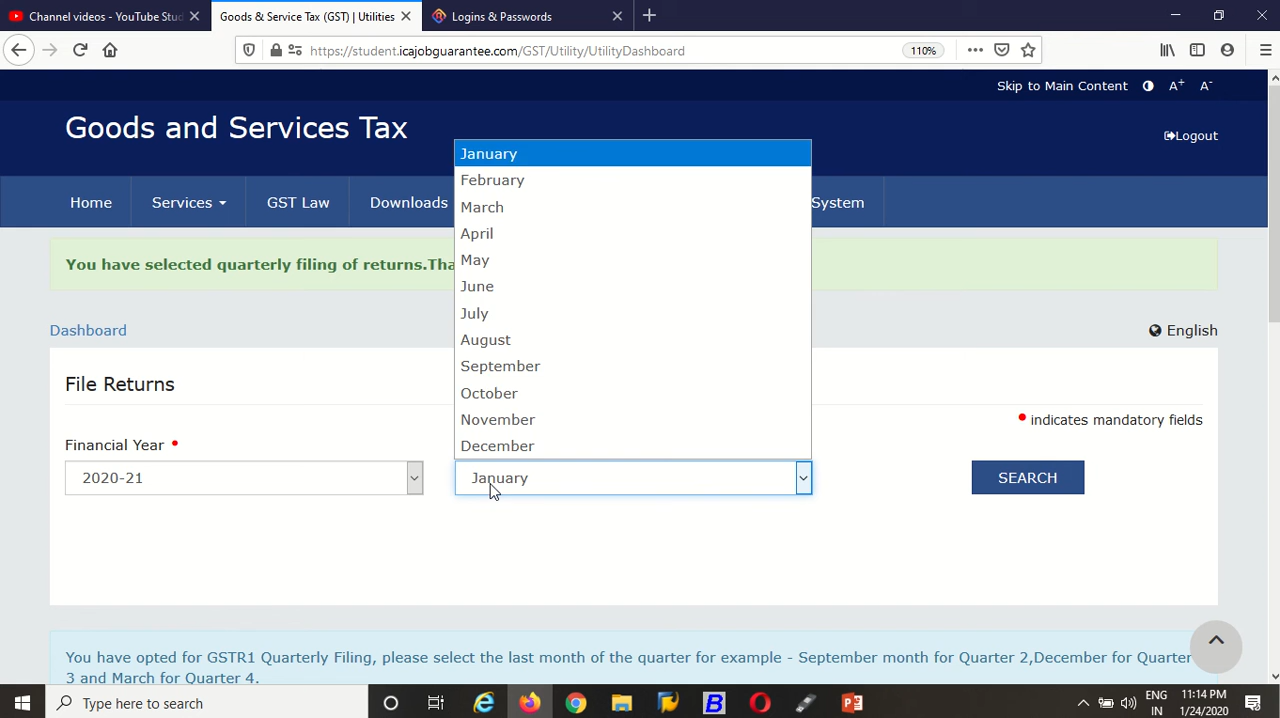 Channel videos - YouTube Stud
Goods & Service Tax (GST) | Utilities
Logins & Passwords
https://student.icajobguarantee.com/GST/Utility/UtilityDashboard
110%
Skip to Main Content
A+ A-
Goods and Services Tax
Logout
Home Services GST Law Downloads System
You have selected quarterly filing of returns.Tha
Dashboard
English
File Returns
indicates mandatory fields
Financial Year
2020-21
January
February
March
April
May
June
July
August
September
October
November
December
January
SEARCH
You have opted for GSTR1 Quarterly Filing, please select the last month of the quarter for example - September month for Quarter 2,December for Quarter
3 and March for Quarter 4.
Type here to search
ENG
IN
11:14 PM
1/24/2020